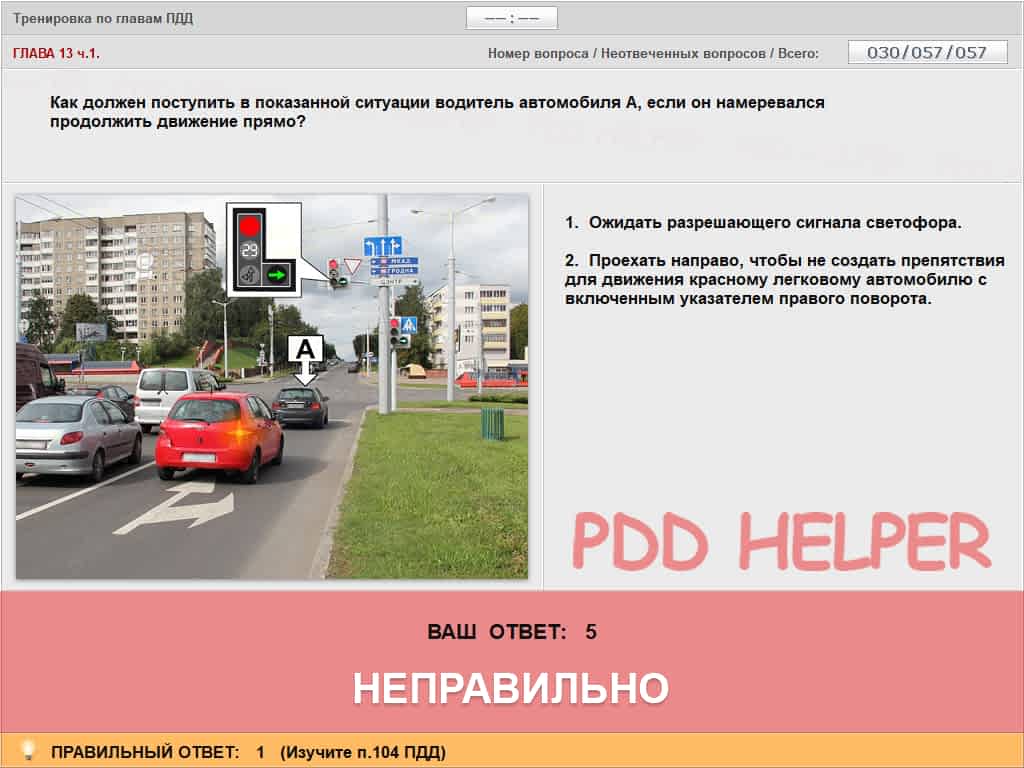 Тренировка по главам ПДД
—— : ——
ГЛАВА 13 ч.1.
Номер вопроса / Неотвеченных вопросов / Всего:
030/057/057
Как должен поступить в показанной ситуации водитель автомобиля А, если он намеревался
продолжить движение прямо?
29
МКАД
ГРОДНА
ЦЭНТР
А
1. Ожидать разрешающего сигнала светофора.
2. Проехать направо, чтобы не создать препятствия
для движения красному легковому автомобилю с
включенным указателем правого поворота.
PDD HELPER
ВАШ ОТВЕТ: 5
НЕПРАВИЛЬНО
ПРАВИЛЬНЫЙ ОТВЕТ: 1 (Изучите п.104 ПДД)